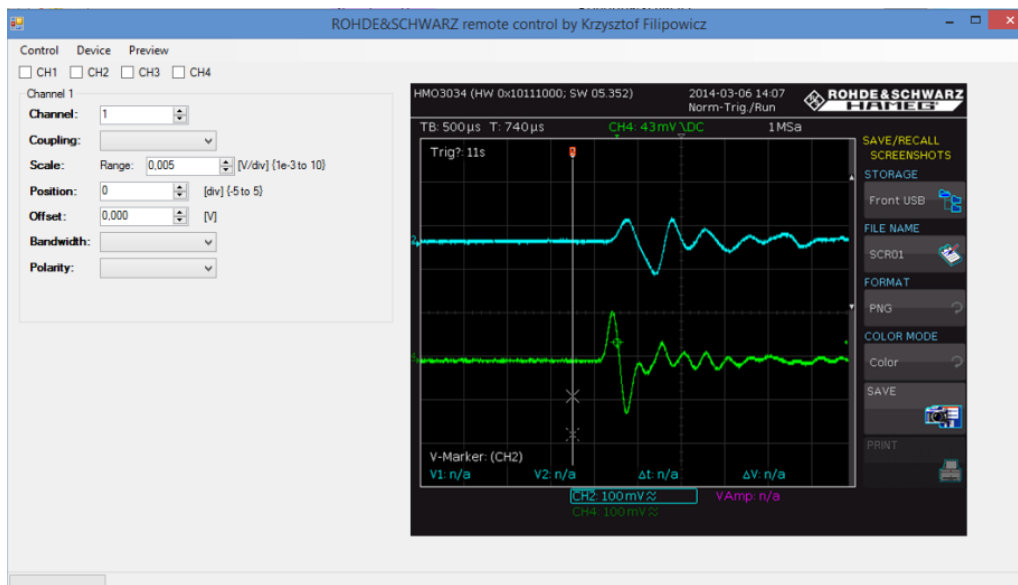 ROHDE&SCHWARZ remote control by Krzysztof Filipowicz
Control Device Preview
CH1 CH2 CH3 CH4
Channel 1
Channel: 1
Coupling:
Scale: Range: 0,005 [V/div] {1e-3 to 10}
Position: 0 [div] {-5 to 5}
Offset: 0,000 [V]
Bandwidth:
Polarity:
HMO3034 (HW 0x10111000; SW 05.352)
2014-03-06 14:07
Norm-Trig./Run
ROHDE&SCHWARZ
HAMEG
TB: 500µs T: 740µs CH4: 43mV DC 1MSa
Trig?: 11s
2
4
V-Marker: (CH2)
V1: n/a V2: n/a Δt: n/a ΔV: n/a
CH2: 100mV VAmp: n/a
CH4: 100mV
SAVE/RECALL
SCREENSHOTS
STORAGE
Front USB
FILE NAME
SCR01
FORMAT
PNG
COLOR MODE
Color
SAVE
PRINT